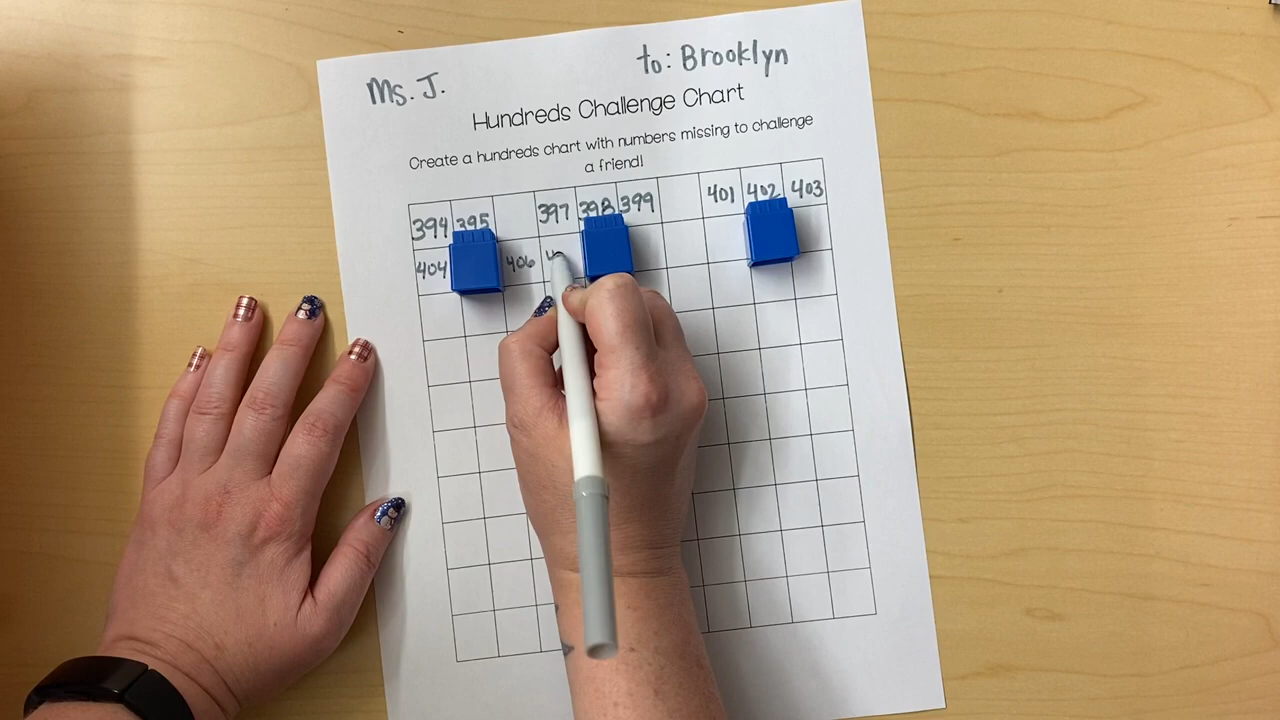 Ms. J. to: Brooklyn
Hundreds Challenge Chart
Create a hundreds chart with numbers missing to challenge
a friend!
394 395 397 398 399 401 402 403
404 406